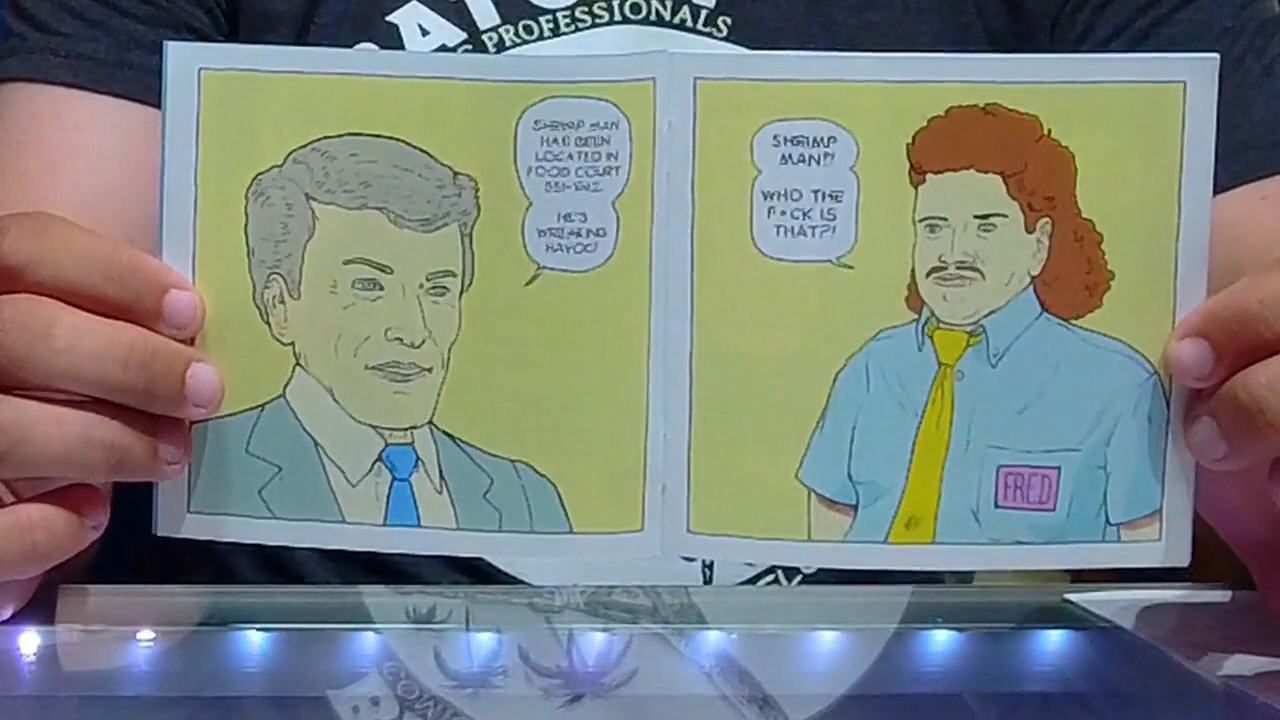 PROFESSIONALS
SHRIMP MAN
HAS BEEN
LOCATED IN
FOOD COURT
HE'S
WREAKING
HAVOC!
SHRIMP
MAN?!
WHO THE
F*CK IS
THAT?!
FRED